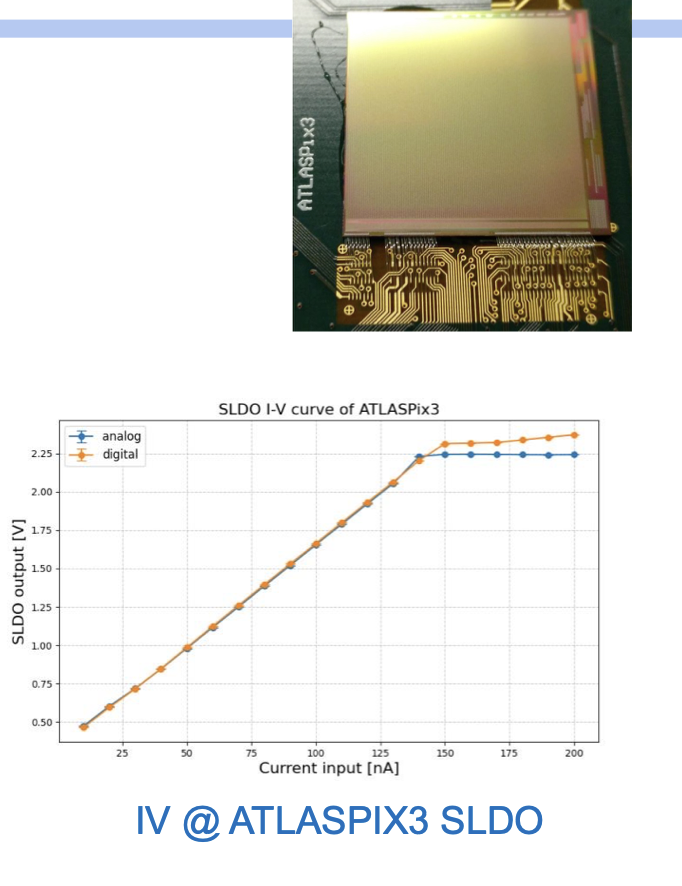 ATLASPix3
SLDO I-V curve of ATLASPix3
analog
digital
2.25
2.00
1.75
1.50
1.25
1.00
0.75
0.50
SLDO output [V]
25 50 75 100 125 150 175 200
Current input [nA]
IV @ ATLASPIX3 SLDO